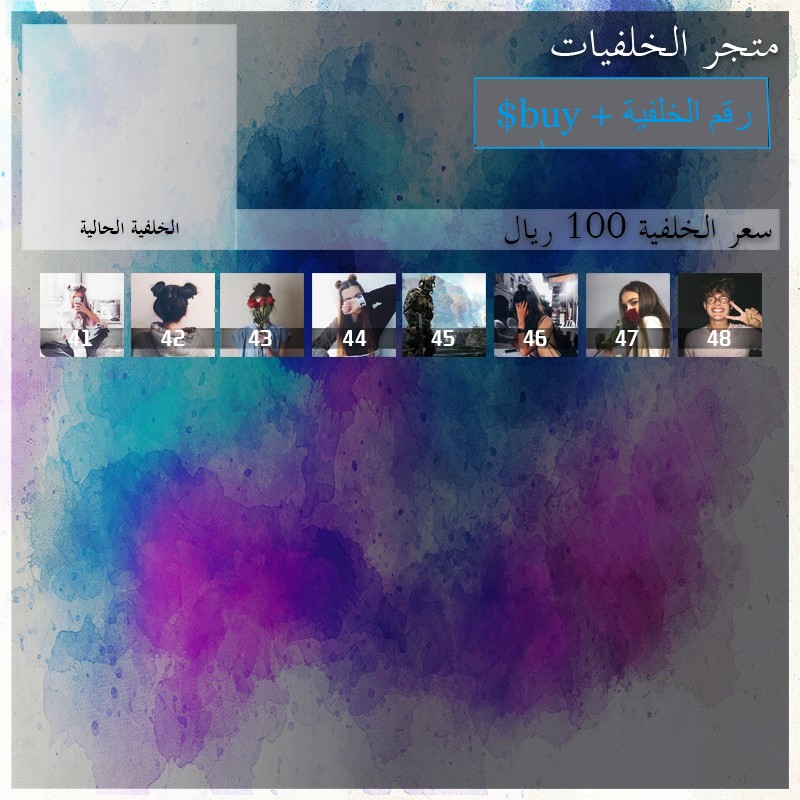 متجر الخلفيات
$buy + رقم الخلفية
سعر الخلفية 100 ريال
الخلفية الحالية
41 42 43 44 45 46 47 48